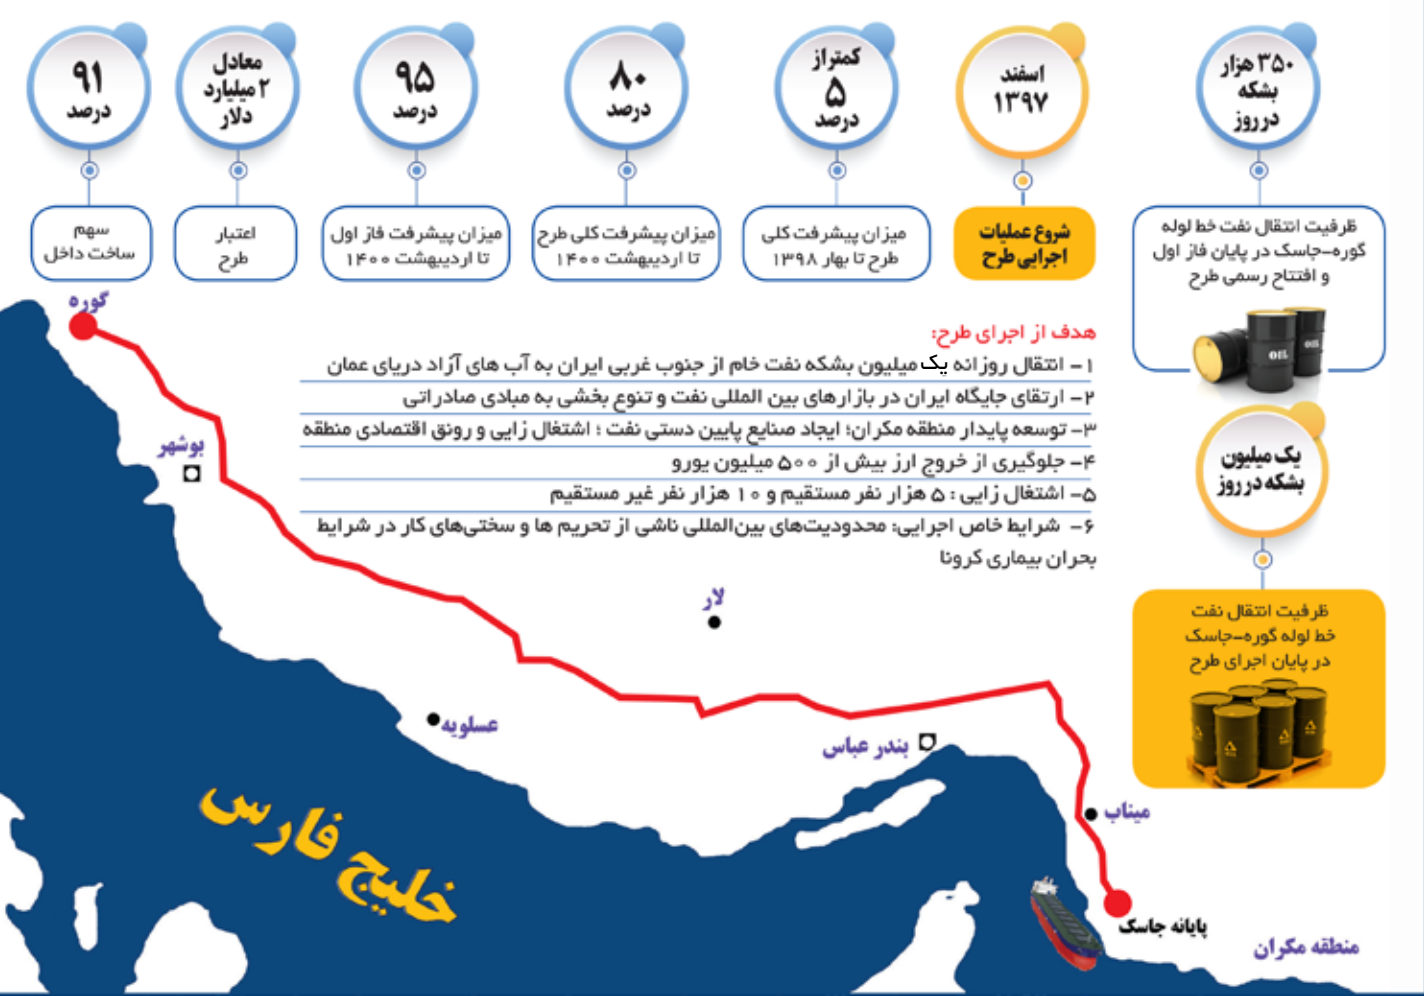 ۳۵۰ هزار
بشکه
در روز
ظرفیت انتقال نفت خط لوله
گوره-جاسک در پایان فاز اول
و افتتاح رسمی طرح
OIL
OIL
اسفند
۱۳۹۷
شروع عملیات
اجرایی طرح
کمتر از
۵
درصد
میزان پیشرفت کلی
طرح تا بهار ۱۳۹۸
۸۰
درصد
میزان پیشرفت کلی طرح
تا اردیبهشت ۱۴۰۰
۹۵
درصد
میزان پیشرفت فاز اول
تا اردیبهشت ۱۴۰۰
معادل
۲ میلیارد
دلار
اعتبار
طرح
۹۱
درصد
سهم
ساخت داخل
یک میلیون
بشکه در روز
ظرفیت انتقال نفت
خط لوله گوره-جاسک
در پایان اجرای طرح
هدف از اجرای طرح:
۱- انتقال روزانه یک میلیون بشکه نفت خام از جنوب غربی ایران به آب های آزاد دریای عمان
۲- ارتقای جایگاه ایران در بازارهای بین المللی نفت و تنوع بخشی به مبادی صادراتی
۳- توسعه پایدار منطقه مکران؛ ایجاد صنایع پایین دستی نفت ؛ اشتغال زایی و رونق اقتصادی منطقه
۴- جلوگیری از خروج ارز بیش از ۵۰۰ میلیون یورو
۵- اشتغال زایی : ۵ هزار نفر مستقیم و ۱۰ هزار نفر غیر مستقیم
۶- شرایط خاص اجرایی: محدودیت‌های بین‌المللی ناشی از تحریم ها و سختی‌های کار در شرایط
بحران بیماری کرونا
گوره
بوشهر
لار
عسلویه
بندر عباس
میناب
پایانه جاسک
منطقه مکران
خلیج فارس